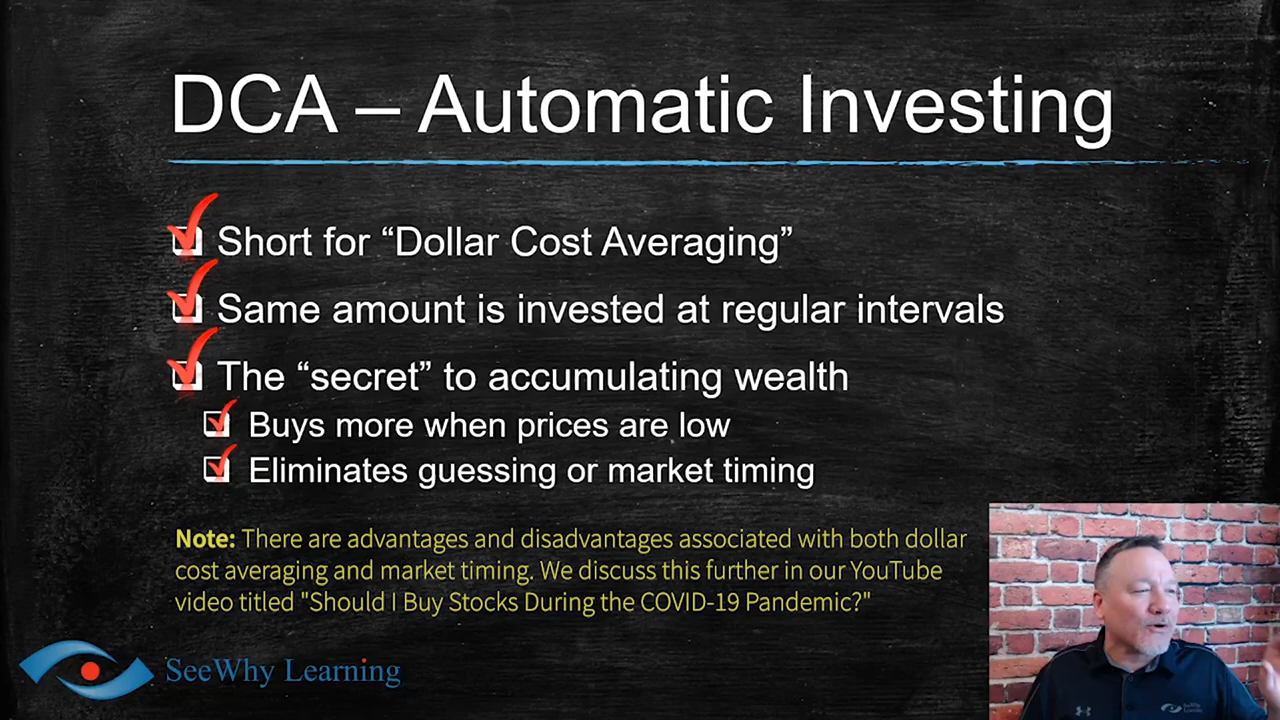 DCA – Automatic Investing
Short for “Dollar Cost Averaging”
Same amount is invested at regular intervals
The “secret” to accumulating wealth
Buys more when prices are low
Eliminates guessing or market timing
Note: There are advantages and disadvantages associated with both dollar
cost averaging and market timing. We discuss this further in our YouTube
video titled "Should I Buy Stocks During the COVID-19 Pandemic?"
SeeWhy Learning
SeeWhy
Learning